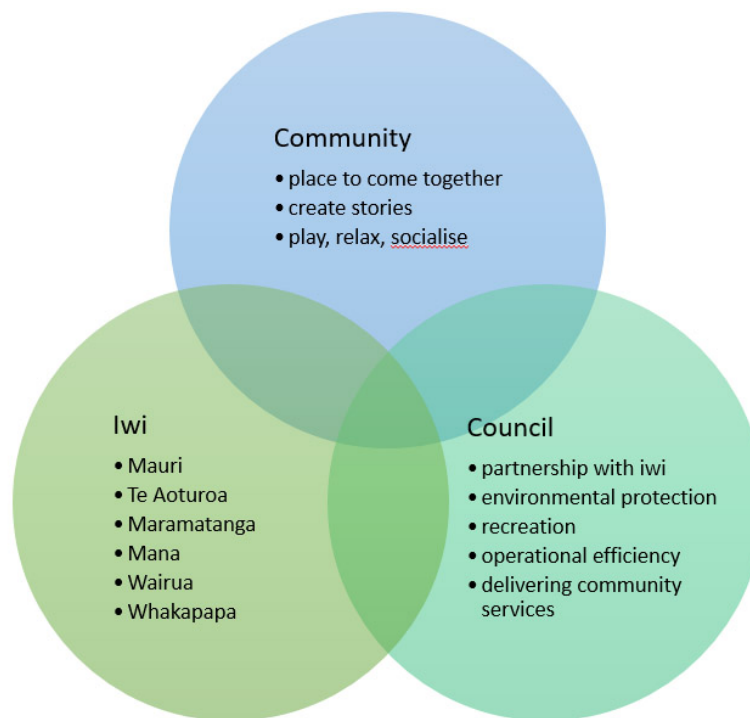 Community
• place to come together
• create stories
• play, relax, socialise
Iwi
• Mauri
• Te Aoturoa
• Maramatanga
• Mana
• Wairua
• Whakapapa
Council
• partnership with iwi
• environmental protection
• recreation
• operational efficiency
• delivering community
services